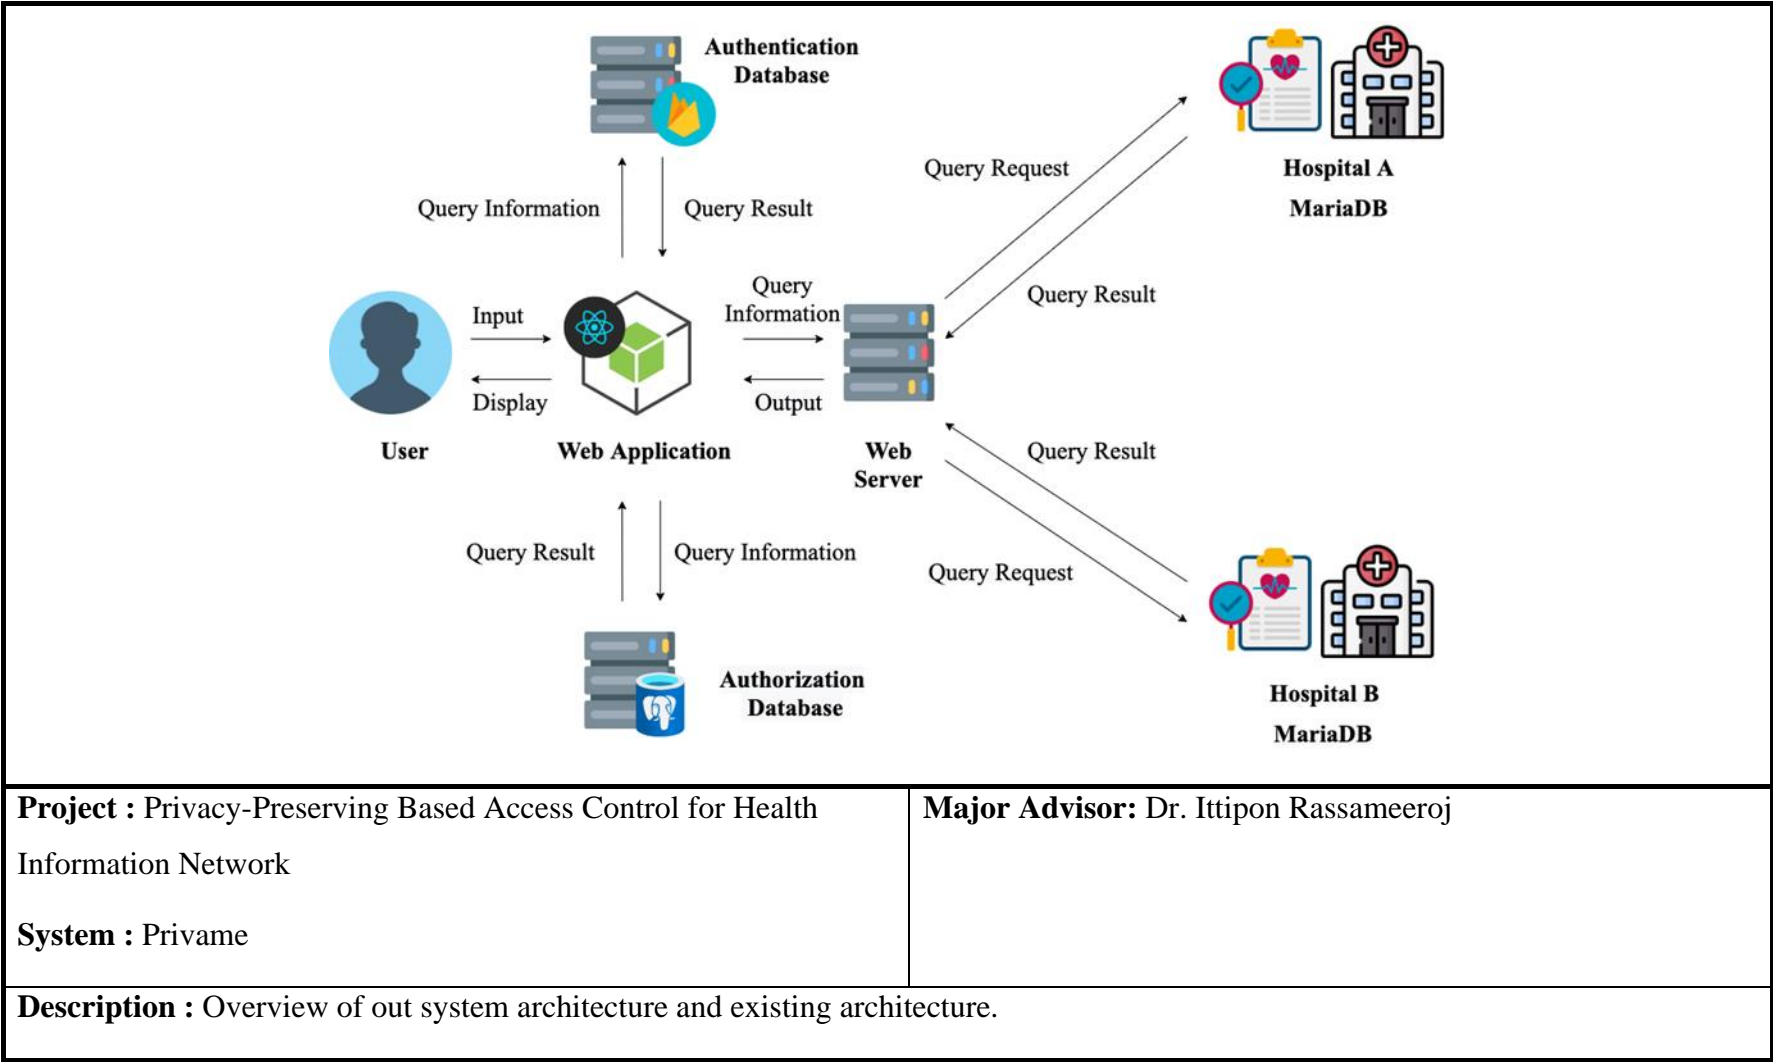 Authentication
Database
Query Information
Query Result
Query Request
Hospital A
MariaDB
Query Result
Input
Display
User
Web Application
Query
Information
Output
Web
Server
Query Result
Query Information
Query Result
Query Request
Authorization
Database
Hospital B
MariaDB
Project : Privacy-Preserving Based Access Control for Health
Information Network
System : Privame
Major Advisor: Dr. Ittipon Rassameeroj
Description : Overview of out system architecture and existing architecture.